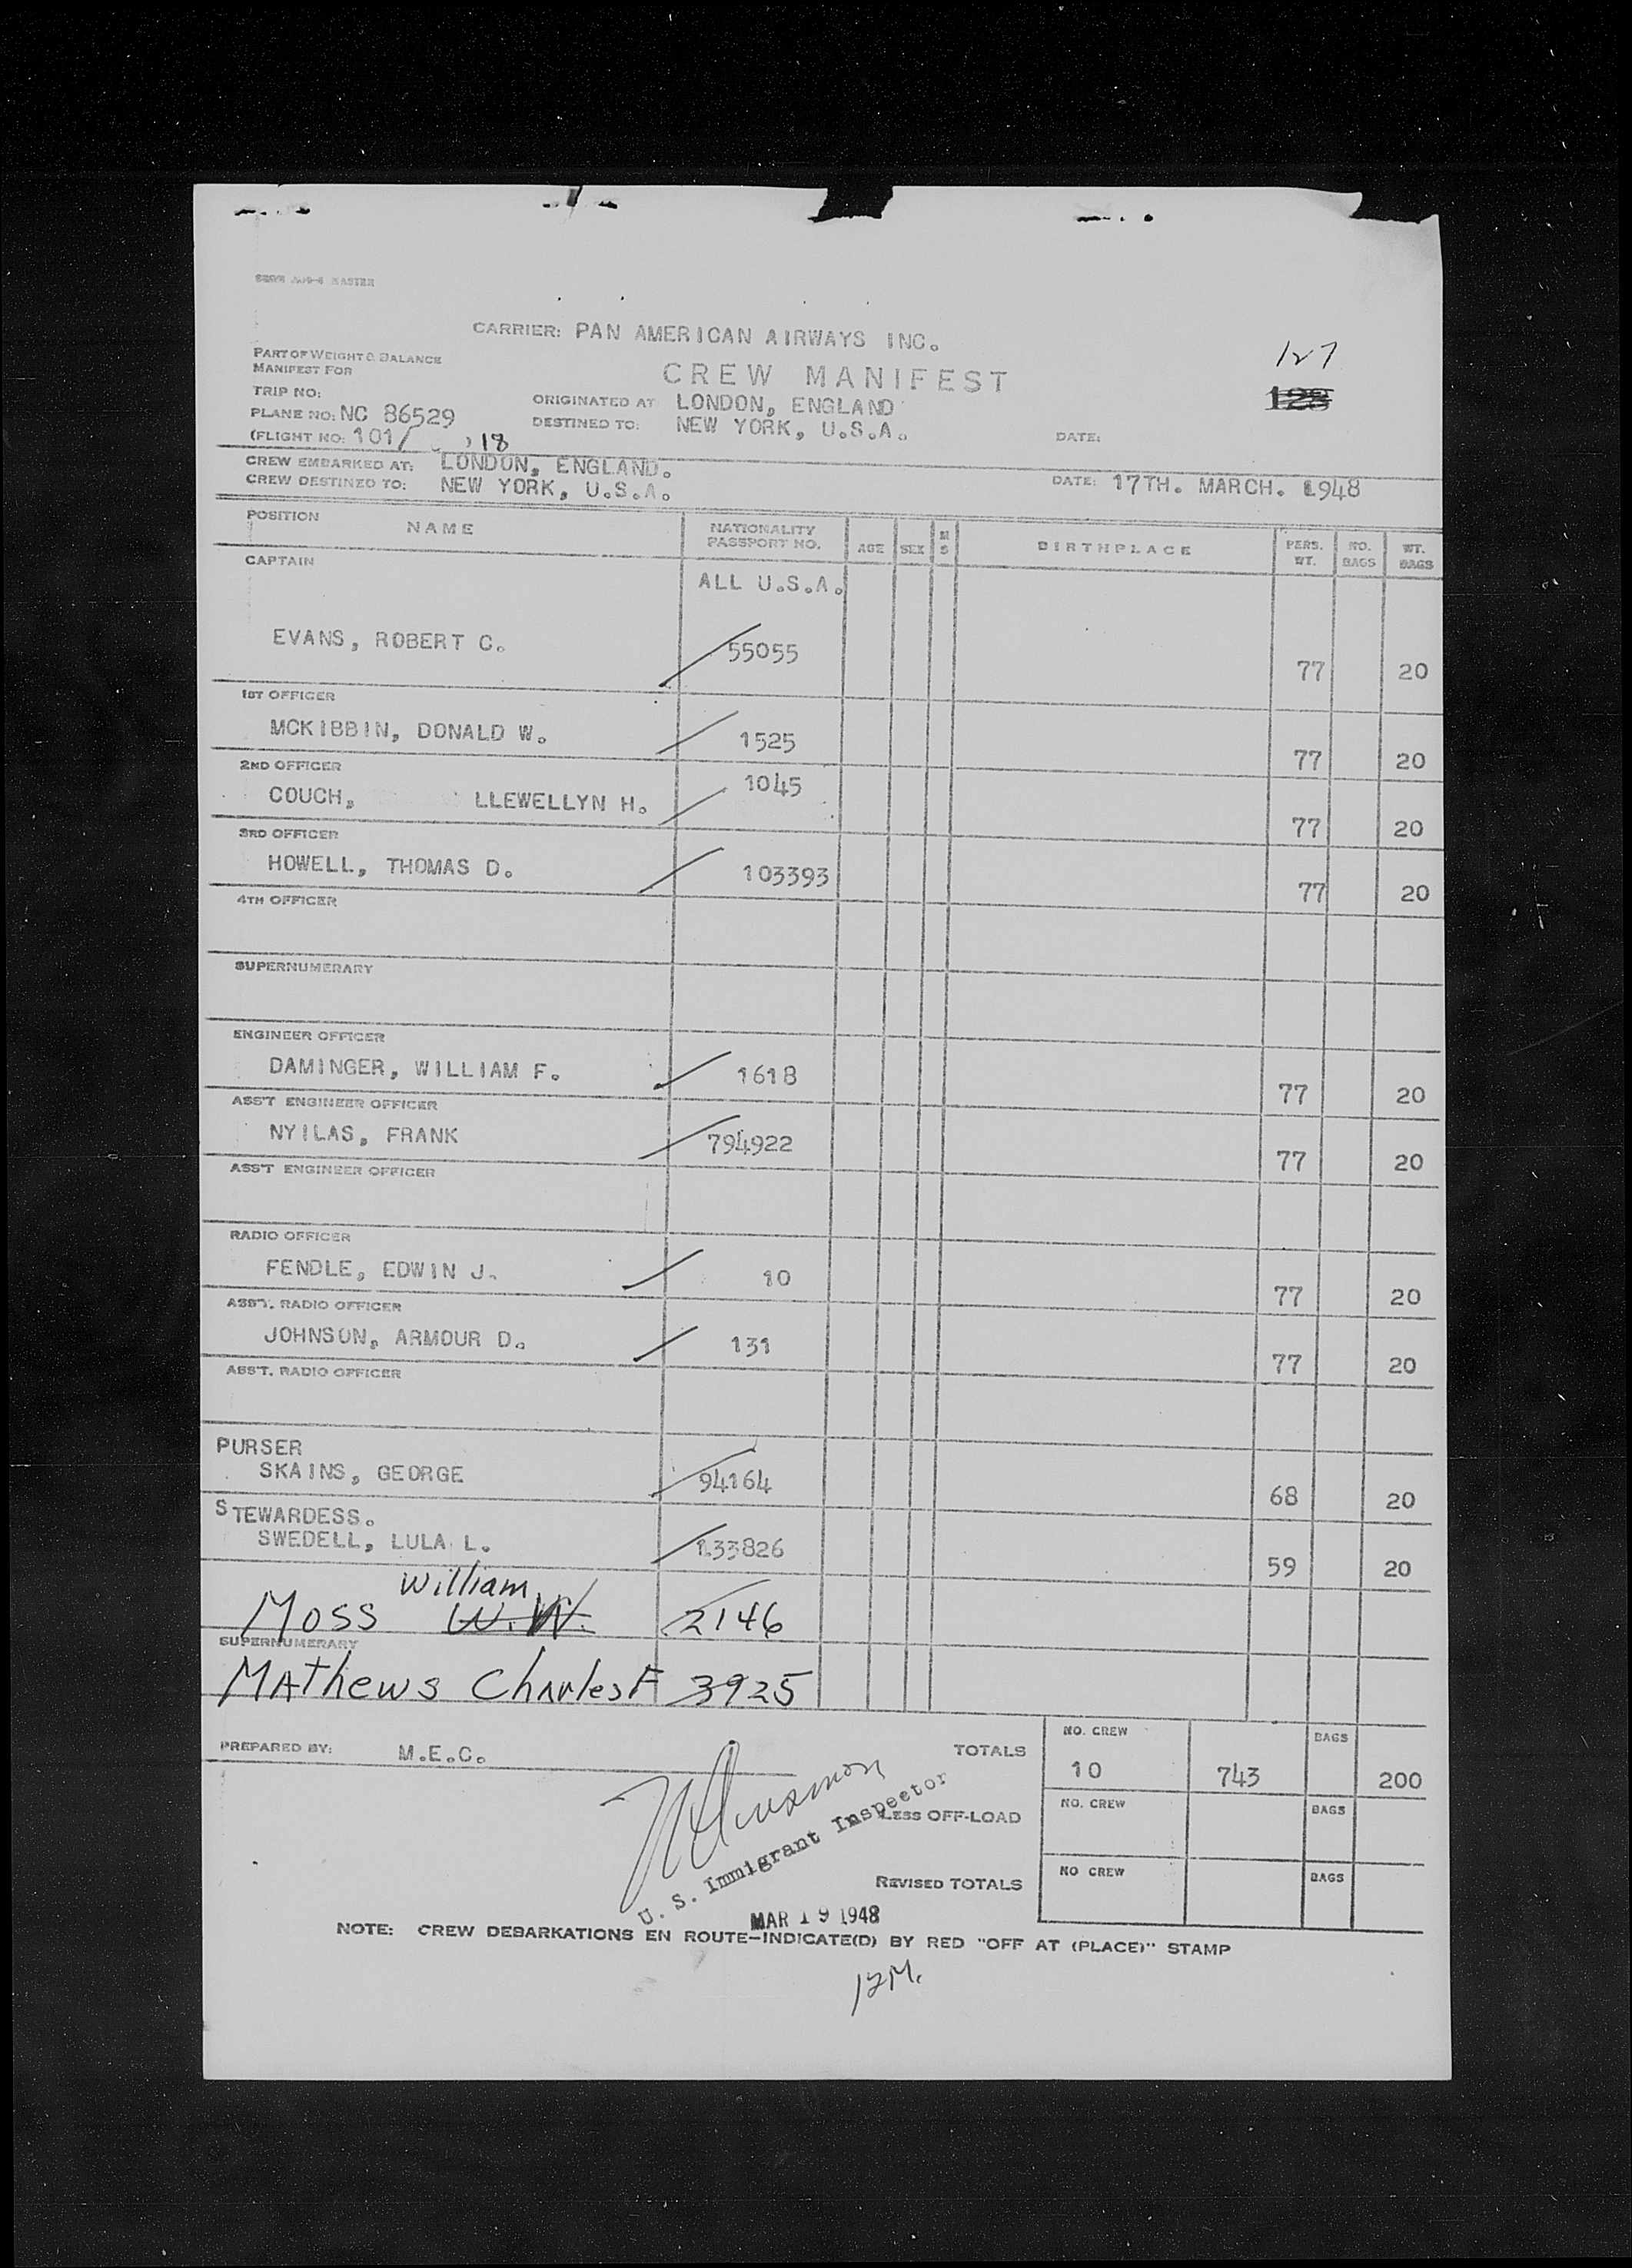 CARRIER: PAN AMERICAN AIRWAYS INC.
PART OF WEIGHT & BALANCE
MANIFEST FOR
CREW MANIFEST
127
128
TRIP NO:
ORIGINATED AT LONDON, ENGLAND
PLANE NO: NC 86529
DESTINED TO: NEW YORK, U.S.A.
(FLIGHT NO: 101/ 18
DATE:
CREW EMBARKED AT: LONDON, ENGLAND.
CREW DESTINED TO: NEW YORK, U.S.A.
DATE: 17TH. MARCH. 1948
POSITION NAME NATIONALITY PASSPORT NO. AGE SEX M S BIRTHPLACE PERS. WT. NO. BAGS WT. BAGS
CAPTAIN
ALL U.S.A.
EVANS, ROBERT C. 55055 77 20
1ST OFFICER
MCKIBBIN, DONALD W. 1525 77 20
2ND OFFICER
COUCH, LLEWELLYN H. 1045 77 20
3RD OFFICER
HOWELL, THOMAS D. 103393 77 20
4TH OFFICER
SUPERNUMERARY
ENGINEER OFFICER
DAMINGER, WILLIAM F. 1618 77 20
ASS'T ENGINEER OFFICER
NYILAS, FRANK 794922 77 20
ASS'T ENGINEER OFFICER
RADIO OFFICER
FENDLE, EDWIN J. 10 77 20
ASS'T. RADIO OFFICER
JOHNSON, ARMOUR D. 131 77 20
ASS'T. RADIO OFFICER
PURSER
SKAINS, GEORGE 94164 68 20
STEWARDESS.
SWEDELL, LULA L. 133826 59 20
William
Moss W.W. 2146
SUPERNUMERARY
MAthews Charles F 3925
PREPARED BY: M.E.C.
TOTALS NO. CREW 10 743 BAGS 200
LESS OFF-LOAD NO. CREW BAGS
U. S. Immigrant Inspector
REVISED TOTALS NO CREW BAGS
MAR 19 1948
NOTE: CREW DEBARKATIONS EN ROUTE-INDICATE(D) BY RED "OFF AT (PLACE)" STAMP
12M.